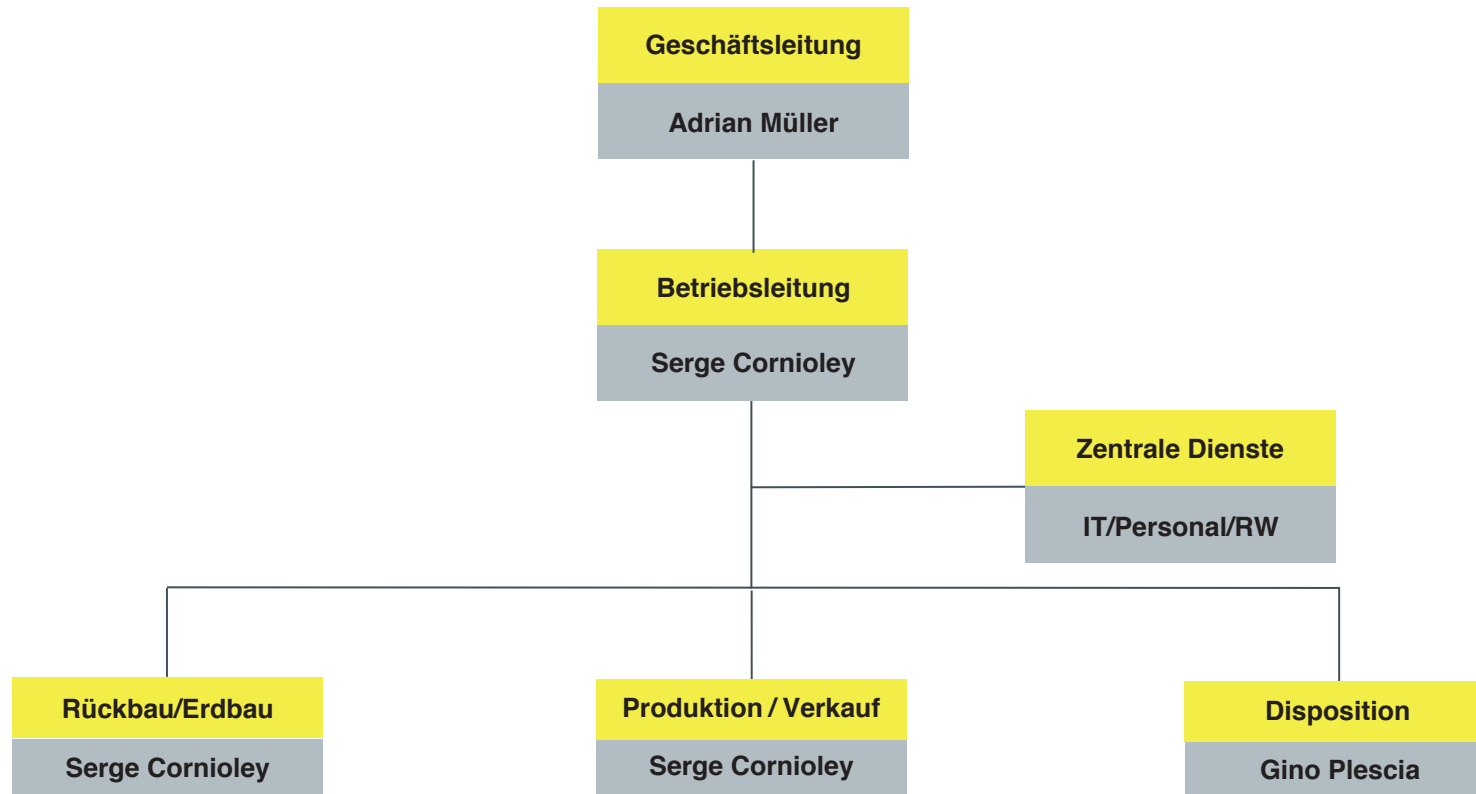 Geschäftsleitung
Adrian Müller
Betriebsleitung
Serge Cornioley
Zentrale Dienste
IT/Personal/RW
Rückbau/Erdbau
Serge Cornioley
Produktion / Verkauf
Serge Cornioley
Disposition
Gino Plescia